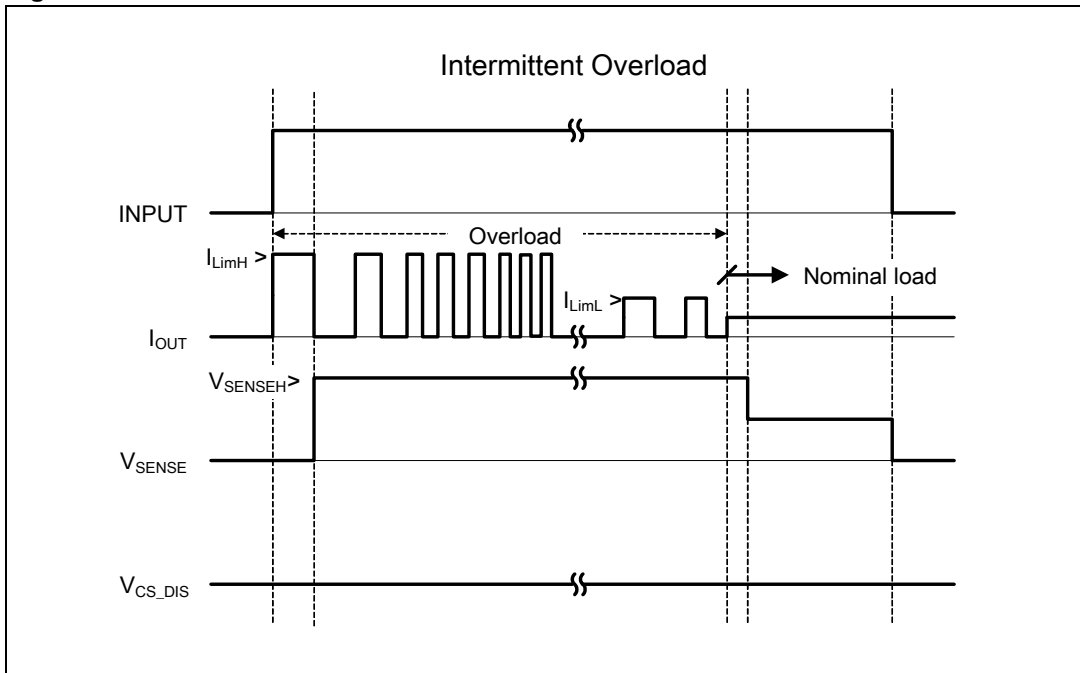 Intermittent Overload
INPUT
Overload
I_LimH >
Nominal load
I_LimL >
I_OUT
V_SENSEH>
V_SENSE
V_CS_DIS